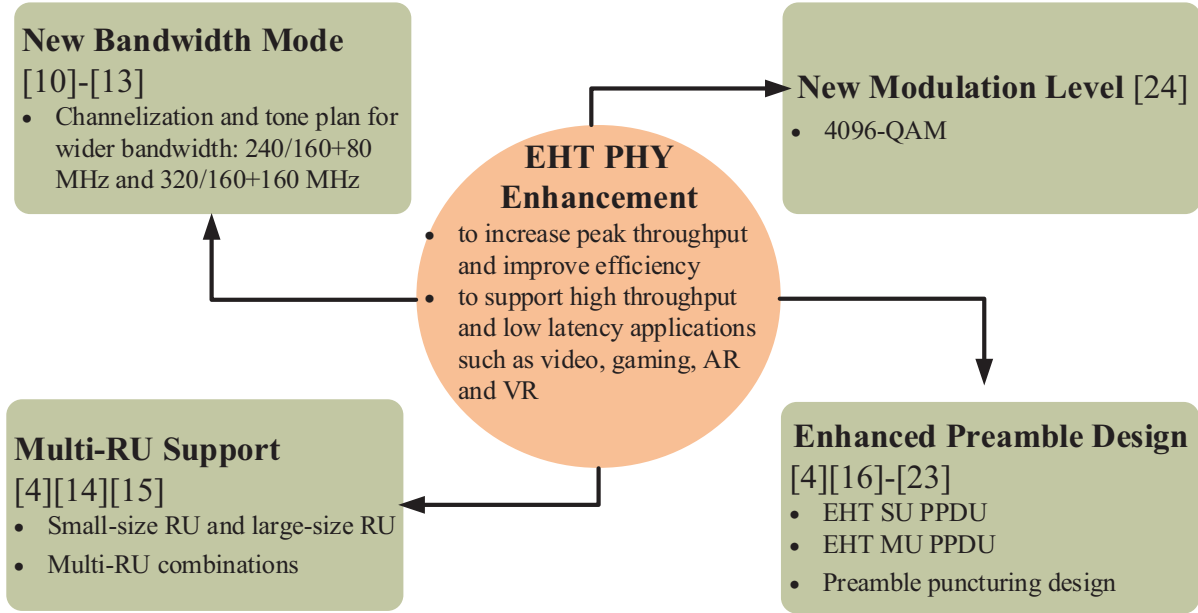 New Bandwidth Mode
[10]-[13]
• Channelization and tone plan for
wider bandwidth: 240/160+80
MHz and 320/160+160 MHz
New Modulation Level [24]
• 4096-QAM
EHT PHY
Enhancement
• to increase peak throughput
and improve efficiency
• to support high throughput
and low latency applications
such as video, gaming, AR
and VR
Multi-RU Support
[4][14][15]
• Small-size RU and large-size RU
• Multi-RU combinations
Enhanced Preamble Design
[4][16]-[23]
• EHT SU PPDU
• EHT MU PPDU
• Preamble puncturing design